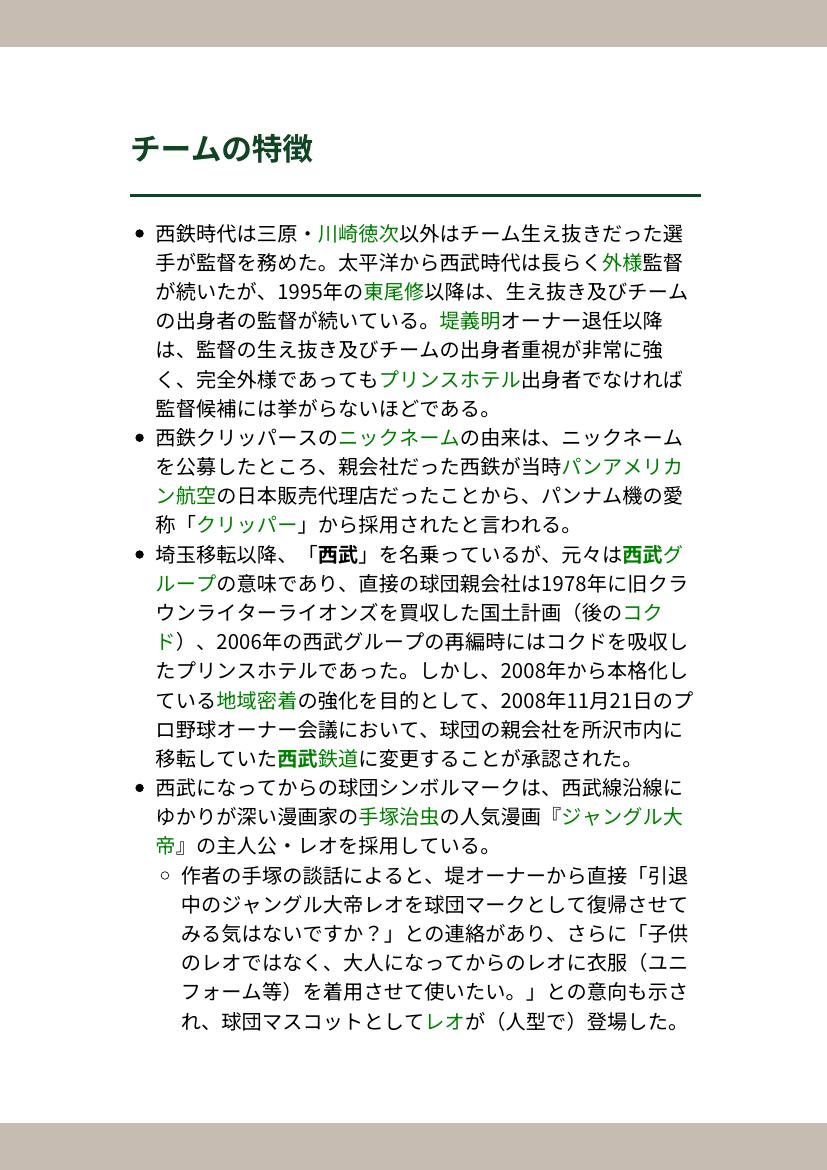 チームの特徴
西鉄時代は三原・川崎徳次以外はチーム生え抜きだった選
手が監督を務めた。太平洋から西武時代は長らく外様監督
が続いたが、1995年の東尾修以降は、生え抜き及びチーム
の出身者の監督が続いている。堤義明オーナー退任以降
は、監督の生え抜き及びチームの出身者重視が非常に強
く、完全外様であってもプリンスホテル出身者でなければ
監督候補には挙がらないほどである。
西鉄クリッパースのニックネームの由来は、ニックネーム
を公募したところ、親会社だった西鉄が当時パンアメリカ
ン航空の日本販売代理店だったことから、パンナム機の愛
称「クリッパー」から採用されたと言われる。
埼玉移転以降、「西武」を名乗っているが、元々は西武グ
ループの意味であり、直接の球団親会社は1978年に旧クラ
ウンライターライオンズを買収した国土計画（後のコク
ド）、2006年の西武グループの再編時にはコクドを吸収し
たプリンスホテルであった。しかし、2008年から本格化し
ている地域密着の強化を目的として、2008年11月21日のプ
ロ野球オーナー会議において、球団の親会社を所沢市内に
移転していた西武鉄道に変更することが承認された。
西武になってからの球団シンボルマークは、西武線沿線に
ゆかりが深い漫画家の手塚治虫の人気漫画『ジャングル大
帝』の主人公・レオを採用している。
作者の手塚の談話によると、堤オーナーから直接「引退
中のジャングル大帝レオを球団マークとして復帰させて
みる気はないですか？」との連絡があり、さらに「子供
のレオではなく、大人になってからのレオに衣服（ユニ
フォーム等）を着用させて使いたい。」との意向も示さ
れ、球団マスコットとしてレオが（人型で）登場した。